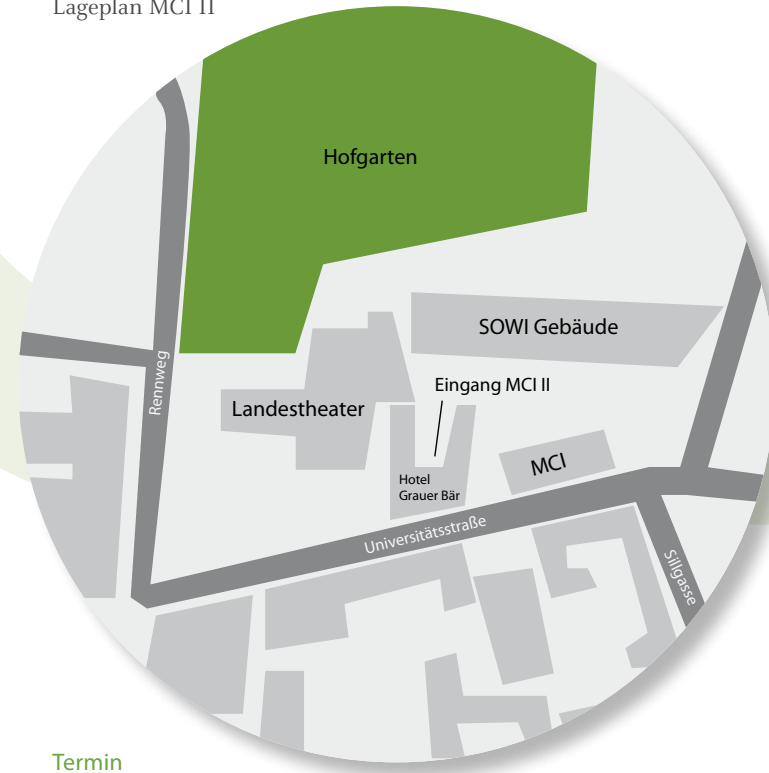 Lageplan MCI II
Hofgarten
SOWI Gebäude
Rennweg
Eingang MCI II
Landestheater
MCI
Hotel
Grauer Bär
Universitätsstraße
Sillgasse
Termin